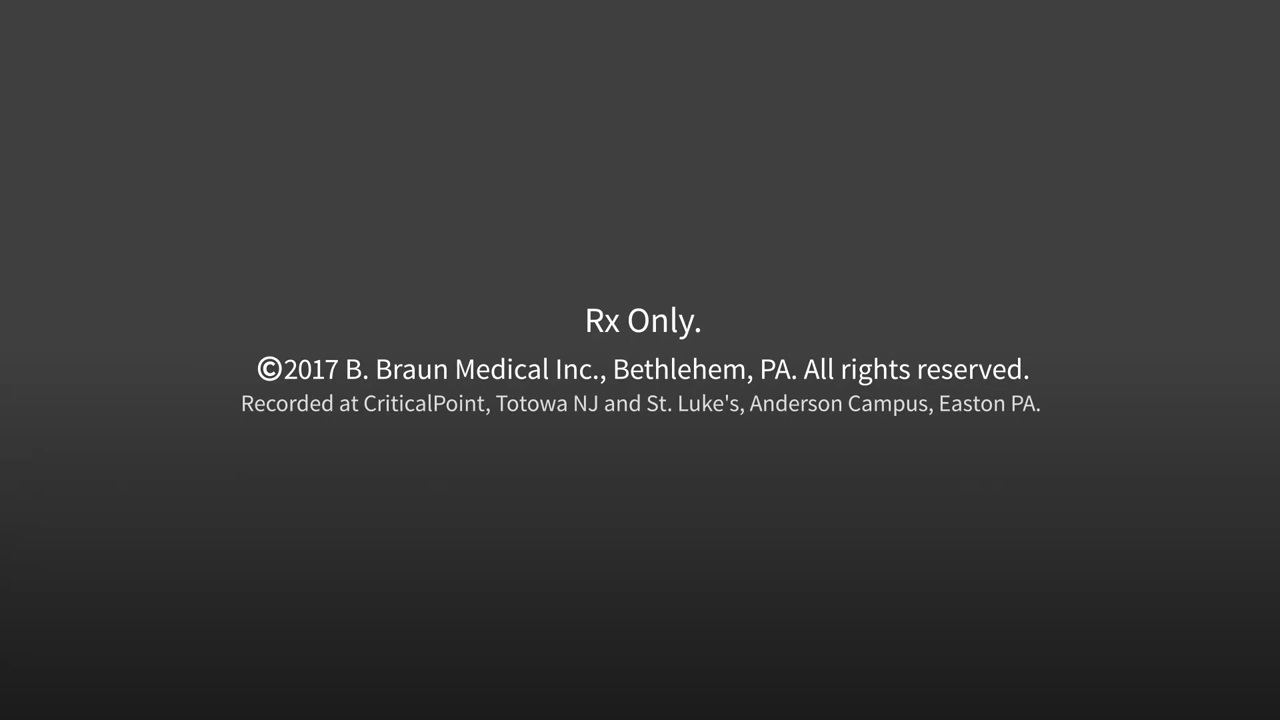 Rx Only.
©2017 B. Braun Medical Inc., Bethlehem, PA. All rights reserved.
Recorded at CriticalPoint, Totowa NJ and St. Luke's, Anderson Campus, Easton PA.